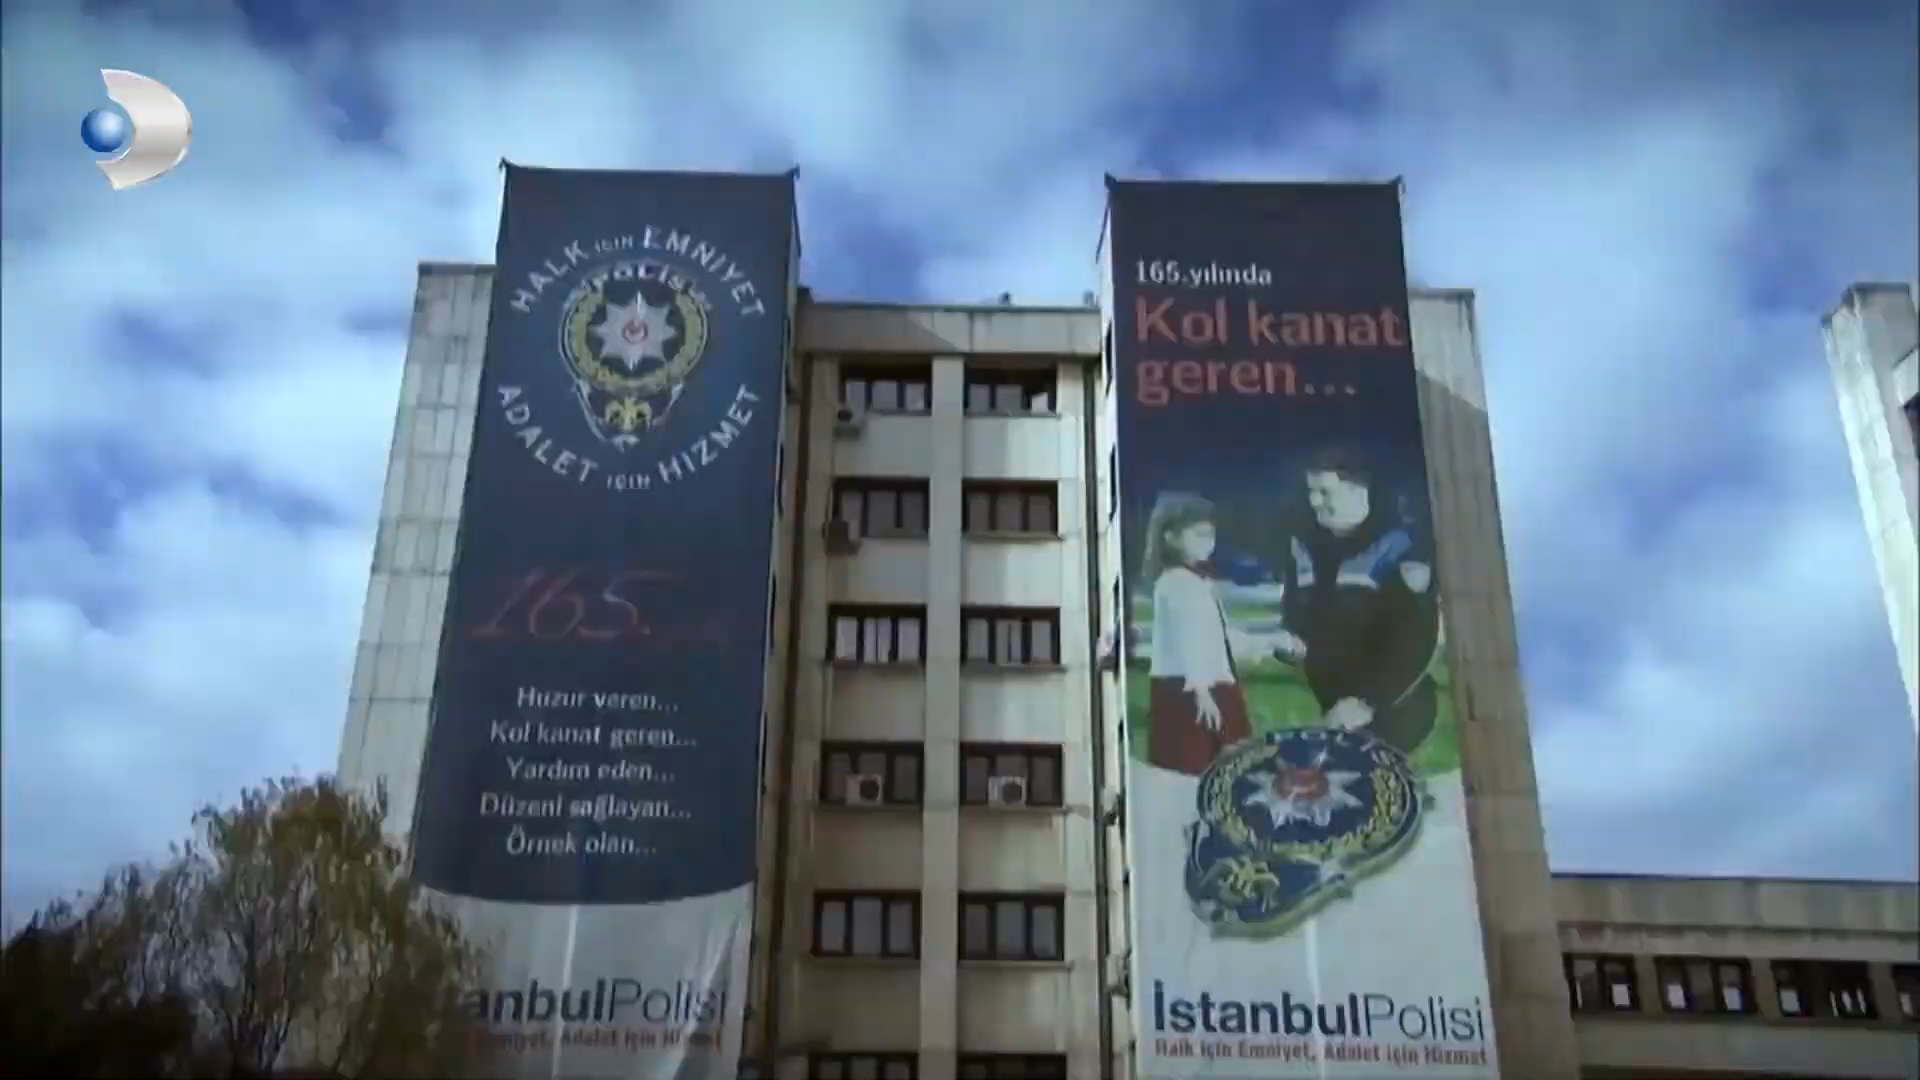 HALK İÇİN EMNİYET
POLİS
ADALET İÇİN HİZMET
165.
Huzur veren...
Kol kanat geren...
Yardım eden...
Düzeni sağlayan...
Örnek olan...
anbulPolisi
Emniyet, Adalet için Hizmet
165.yılında
Kol kanat
geren...
POLİS
İstanbulPolisi
Halk için Emniyet, Adalet için Hizmet